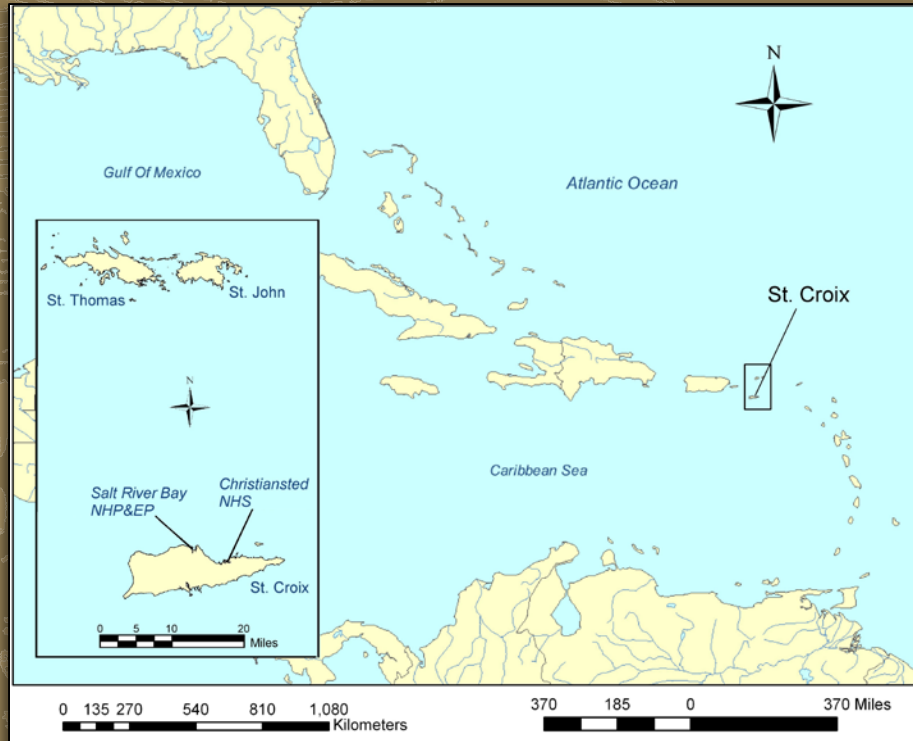 N
Gulf Of Mexico
Atlantic Ocean
St. Croix
Caribbean Sea
St. Thomas
St. John
N
Salt River Bay
NHP&EP
Christiansted
NHS
St. Croix
0 5 10 20
Miles
0 135 270 540 810 1,080
Kilometers
370 185 0 370 Miles